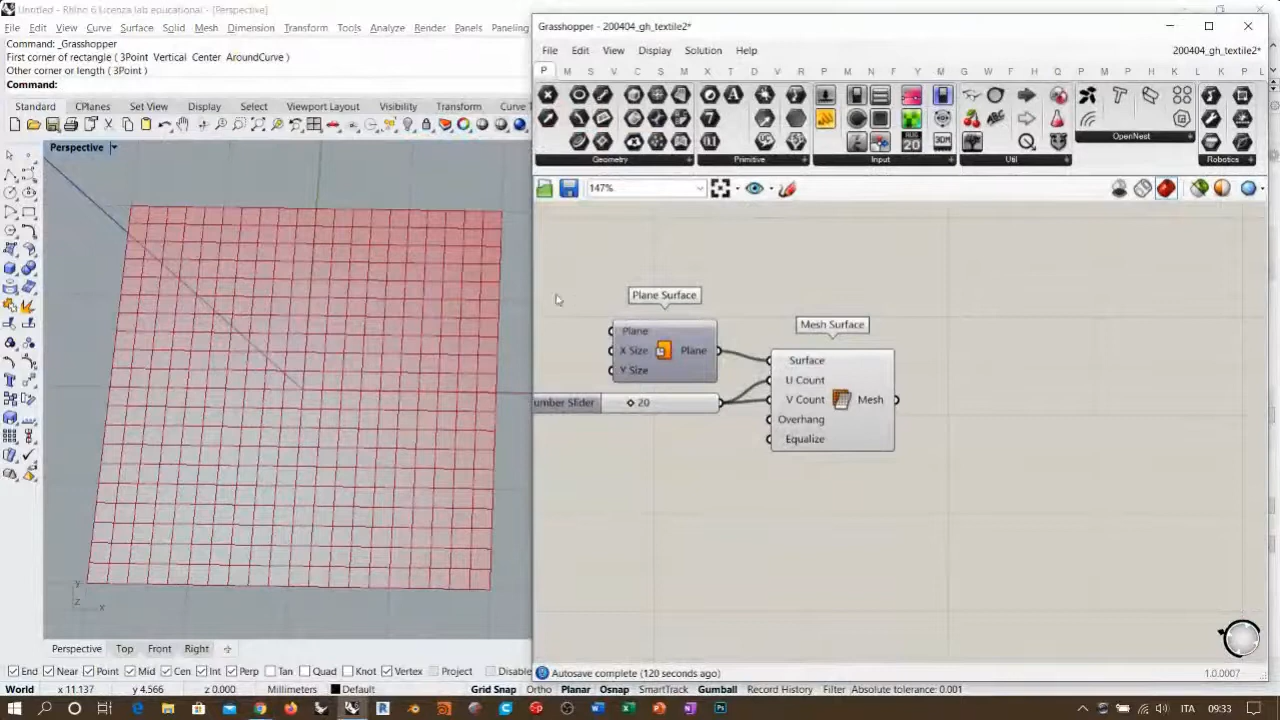 Untitled - Rhino 6 Licenza lab educational - [Perspective]
File Edit View Curve Surface Solid Mesh Dimension Transform Tools Analyze Render Panels Paneling
Command: _Grasshopper
First corner of rectangle ( 3Point Vertical Center AroundCurve )
Other corner or length ( 3Point )
Command:
Standard CPlanes Set View Display Select Viewport Layout Visibility Transform Curve T
Perspective
Y
Z X
Perspective Top Front Right
End Near Point Mid Cen Int Perp Tan Quad Knot Vertex Project Disable
World x 11.137 y 4.566 z 0.000 Millimeters Default Grid Snap Ortho Planar Osnap SmartTrack Gumball Record History Filter Absolute tolerance: 0.001
Grasshopper - 200404_gh_textile2*
File Edit View Display Solution Help
200404_gh_textile2*
P M S V C S M X T D V R P M N F Y M G W L H Q P M C K L K P L
Geometry Primitive Input Util OpenNest Robotics
147%
Plane Surface
Plane
X Size Plane
Y Size
umber Slider 20
Mesh Surface
Surface
U Count
V Count Mesh
Overhang
Equalize
Autosave complete (120 seconds ago)
1.0.0007
ITA 09:33